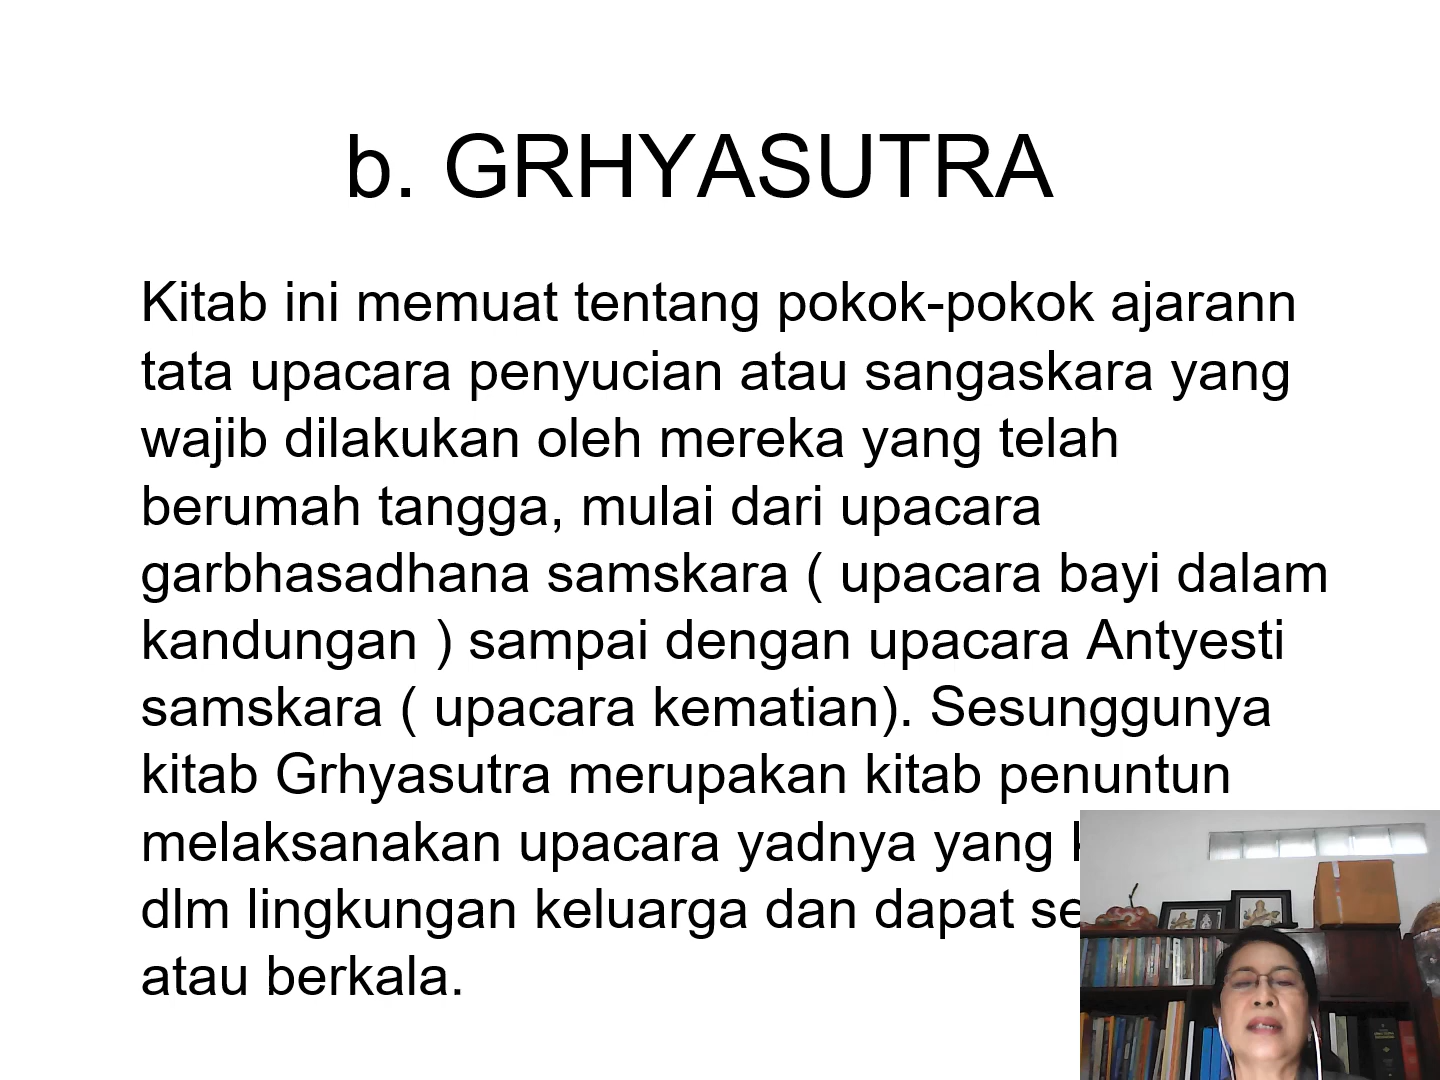 b. GRHYASUTRA
Kitab ini memuat tentang pokok-pokok ajarann
tata upacara penyucian atau sangaskara yang
wajib dilakukan oleh mereka yang telah
berumah tangga, mulai dari upacara
garbhasadhana samskara ( upacara bayi dalam
kandungan ) sampai dengan upacara Antyesti
samskara ( upacara kematian). Sesunggunya
kitab Grhyasutra merupakan kitab penuntun
melaksanakan upacara yadnya yang
dlm lingkungan keluarga dan dapat
atau berkala.